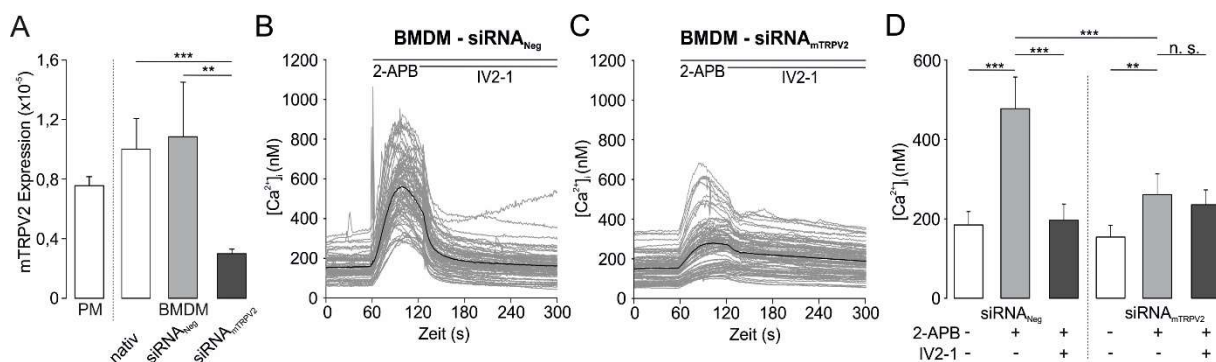 A
mTRPV2 Expression (x10⁻⁵)
1,6
1,2
0,8
0,4
0
***
**
PM
BMDM
nativ
siRNA_Neg
siRNA_mTRPV2
B
BMDM - siRNA_Neg
2-APB
IV2-1
[Ca²⁺]ᵢ (nM)
1200
1000
800
600
400
200
0
0 60 120 180 240 300
Zeit (s)
C
BMDM - siRNA_mTRPV2
2-APB
IV2-1
[Ca²⁺]ᵢ (nM)
1200
1000
800
600
400
200
0
0 60 120 180 240 300
Zeit (s)
D
[Ca²⁺]ᵢ (nM)
600
400
200
0
***
*** *** ** n. s.
siRNA_Neg siRNA_mTRPV2
2-APB - + + - + +
IV2-1 - - + - - +